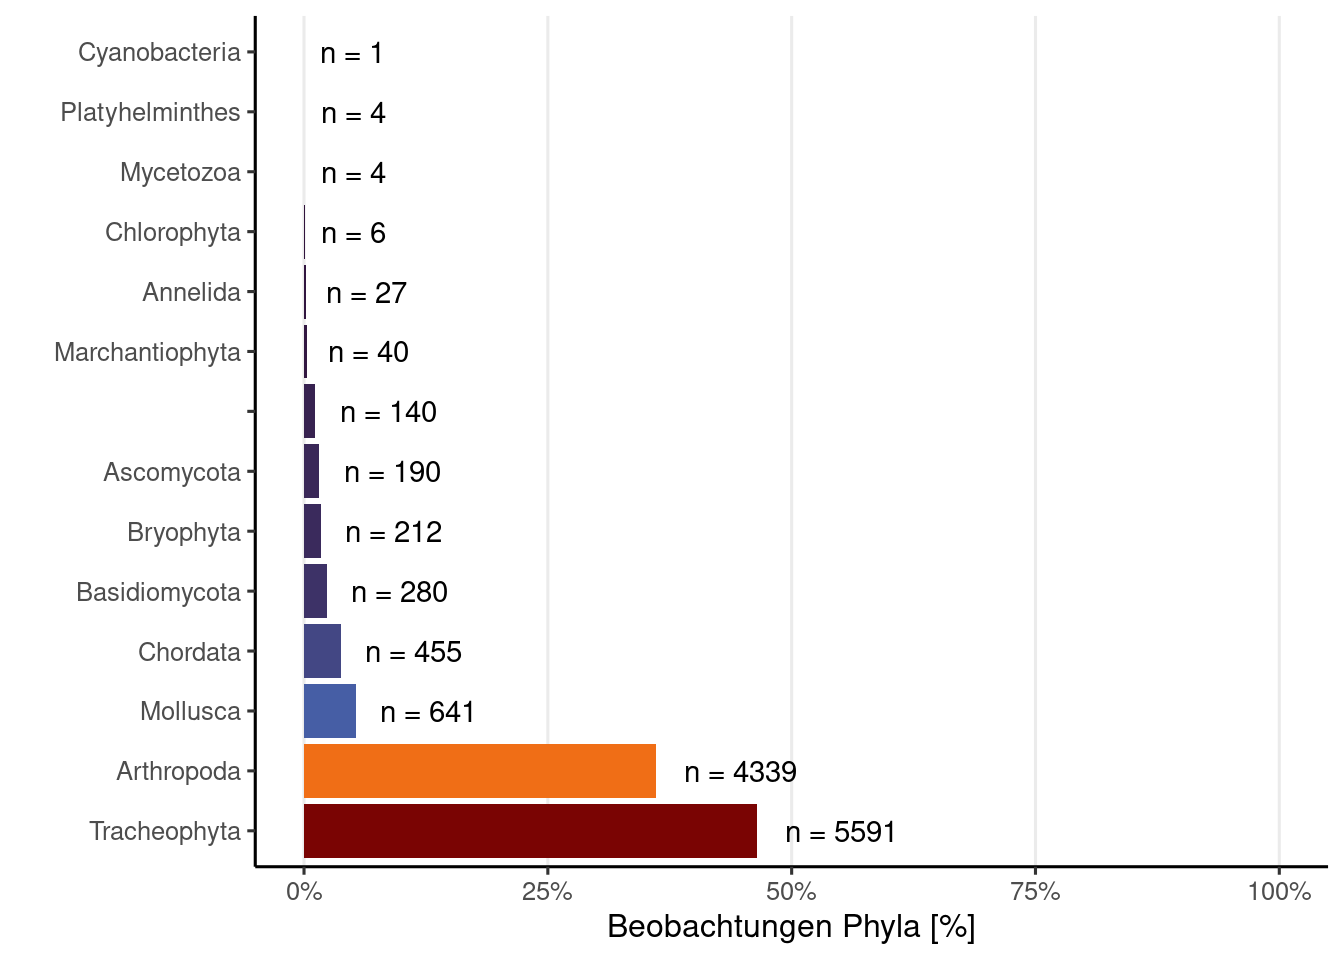 Cyanobacteria n = 1
Platyhelminthes n = 4
Mycetozoa n = 4
Chlorophyta n = 6
Annelida n = 27
Marchantiophyta n = 40
n = 140
Ascomycota n = 190
Bryophyta n = 212
Basidiomycota n = 280
Chordata n = 455
Mollusca n = 641
Arthropoda n = 4339
Tracheophyta n = 5591
0% 25% 50% 75% 100%
Beobachtungen Phyla [%]